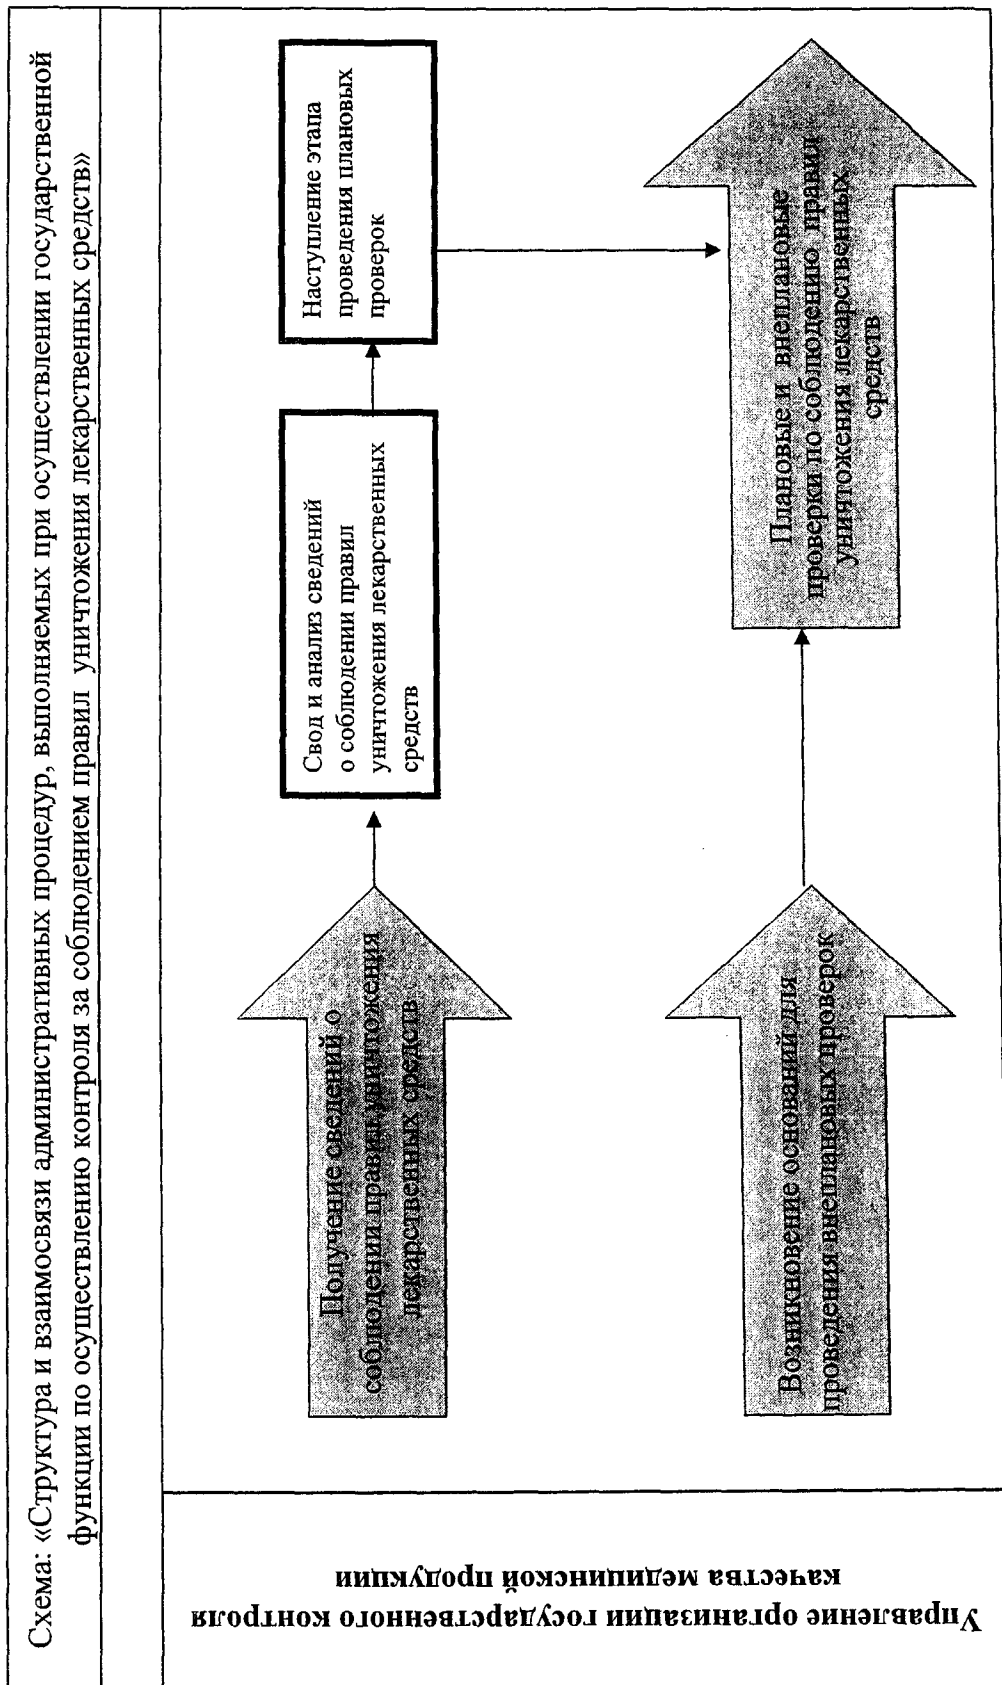 Схема: «Структура и взаимосвязи административных процедур, выполняемых при осуществлении государственной
функции по осуществлению контроля за соблюдением правил уничтожения лекарственных средств»
Управление организации государственного контроля
качества медицинской продукции
Получение сведений о
соблюдении правил уничтожения
лекарственных средств
Свод и анализ сведений
о соблюдении правил
уничтожения лекарственных
средств
Наступление этапа
проведения плановых
проверок
Возникновение оснований для
проведения внеплановых проверок
Плановые и внеплановые
проверки по соблюдению правил
уничтожения лекарственных
средств